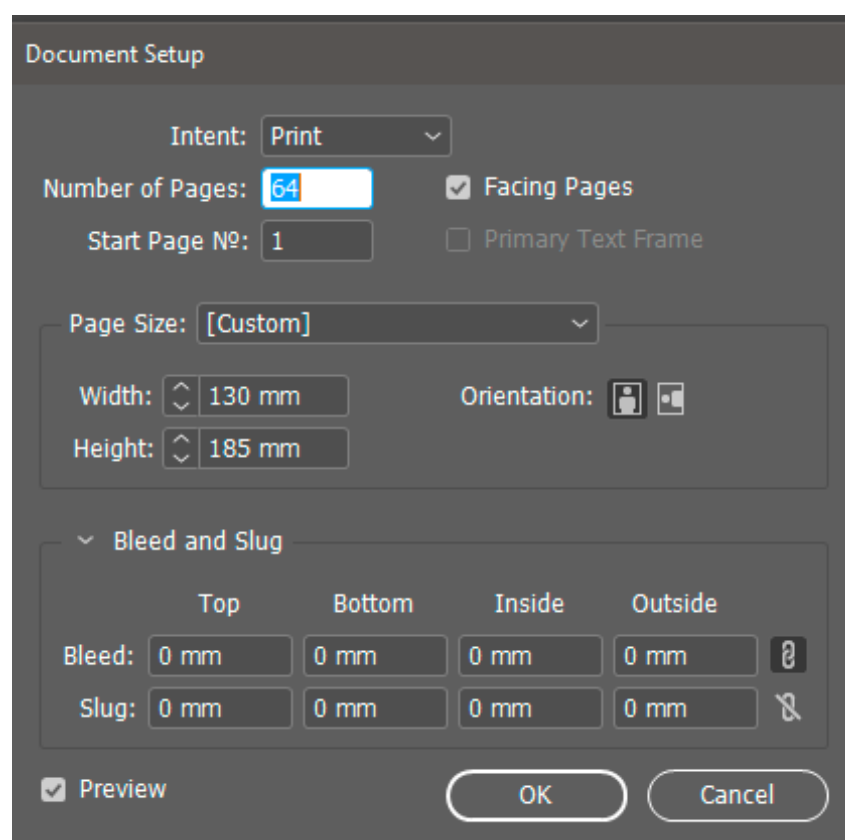 Document Setup
Intent: Print
Number of Pages: 64 Facing Pages
Start Page Nº: 1 Primary Text Frame
Page Size: [Custom]
Width: 130 mm Orientation:
Height: 185 mm
Bleed and Slug
Top Bottom Inside Outside
Bleed: 0 mm 0 mm 0 mm 0 mm
Slug: 0 mm 0 mm 0 mm 0 mm
Preview OK Cancel